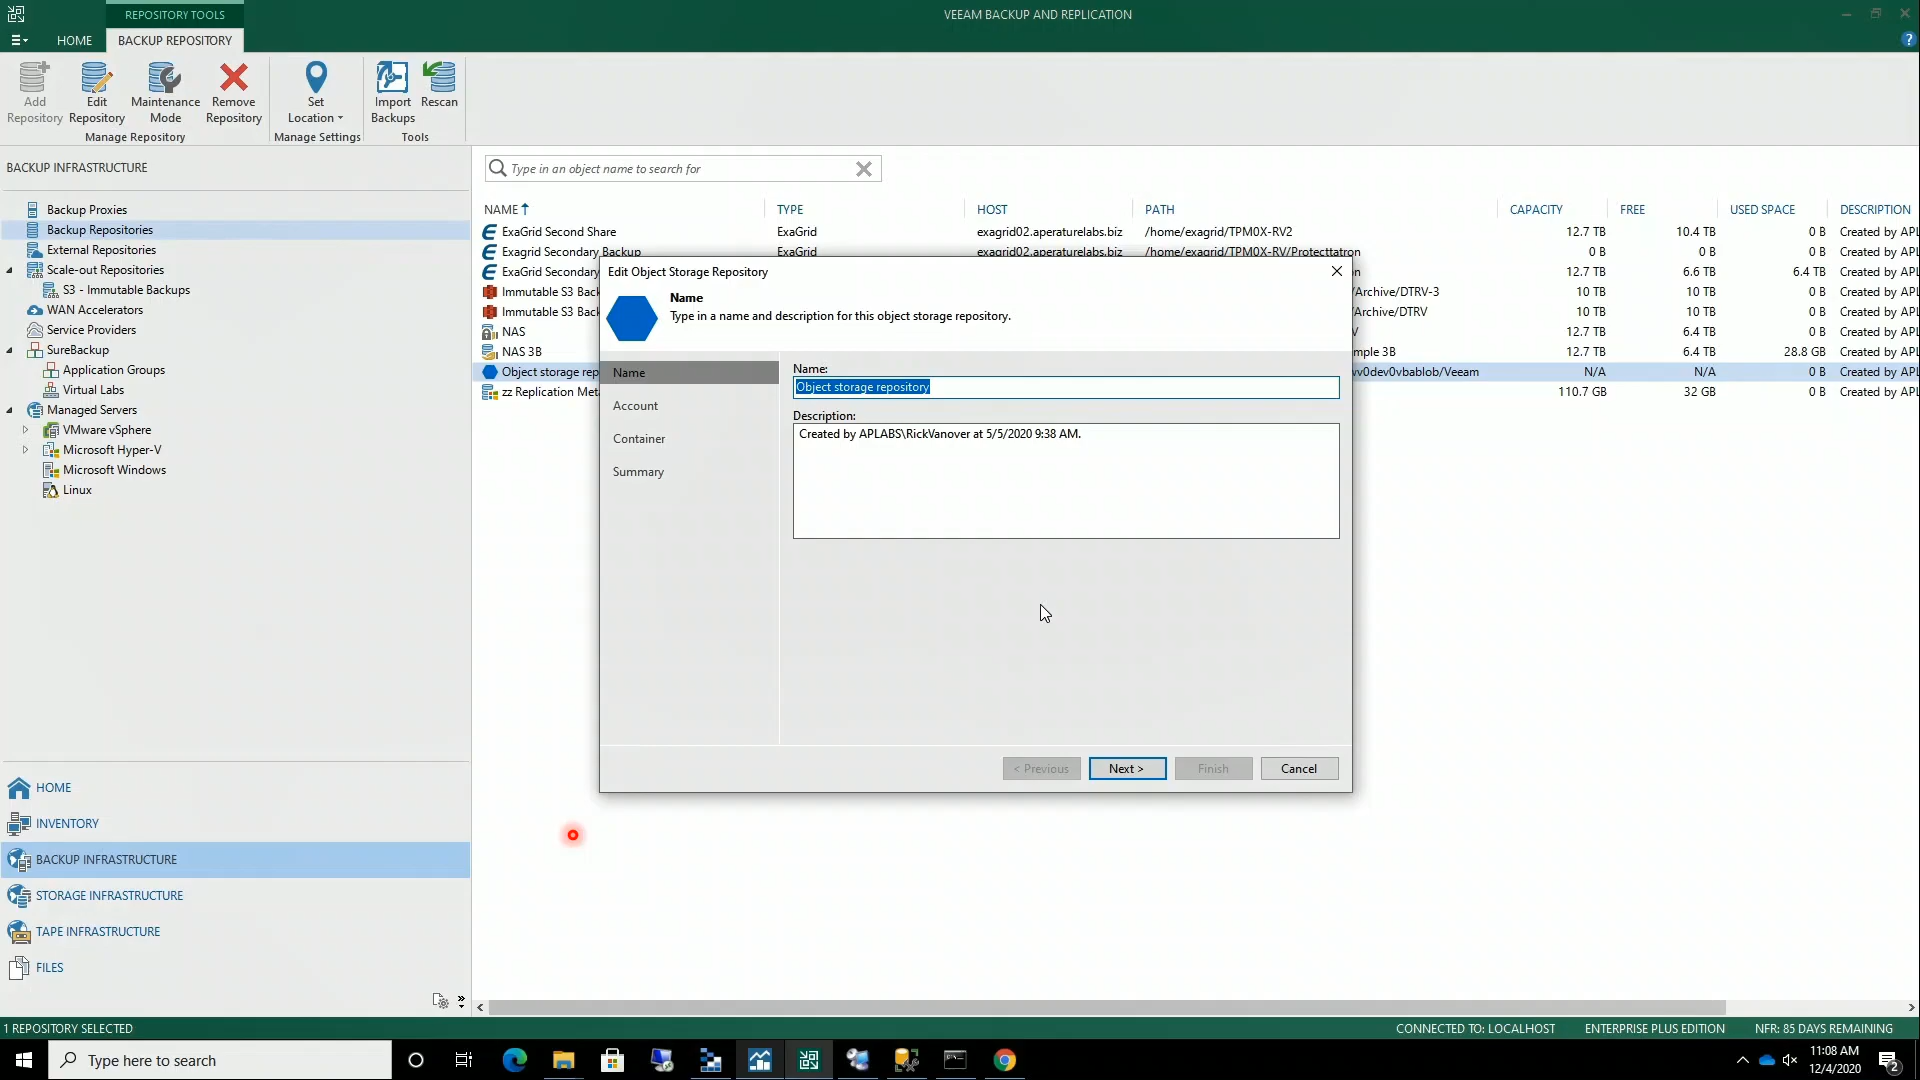 REPOSITORY TOOLS
VEEAM BACKUP AND REPLICATION
HOME
BACKUP REPOSITORY
Add Repository
Edit Repository
Maintenance Mode
Remove Repository
Set Location
Import Backups
Rescan
Manage Repository
Manage Settings
Tools
BACKUP INFRASTRUCTURE
Backup Proxies
Backup Repositories
External Repositories
Scale-out Repositories
S3 - Immutable Backups
WAN Accelerators
Service Providers
SureBackup
Application Groups
Virtual Labs
Managed Servers
VMware vSphere
Microsoft Hyper-V
Microsoft Windows
Linux
HOME
INVENTORY
BACKUP INFRASTRUCTURE
STORAGE INFRASTRUCTURE
TAPE INFRASTRUCTURE
FILES
Type in an object name to search for
NAME TYPE HOST PATH CAPACITY FREE USED SPACE DESCRIPTION
ExaGrid Second Share ExaGrid exagrid02.aperaturelabs.biz /home/exagrid/TPM0X-RV2 12.7 TB 10.4 TB 0 B Created by APL
Exagrid Secondary Backup ExaGrid exagrid02.aperaturelabs.biz /home/exagrid/TPM0X-RV/Protecttatron 0 B 0 B 0 B Created by APL
ExaGrid Secondary on 12.7 TB 6.6 TB 6.4 TB Created by APL
Immutable S3 Back /Archive/DTRV-3 10 TB 10 TB 0 B Created by APL
Immutable S3 Back Archive/DTRV 10 TB 10 TB 0 B Created by APL
NAS V 12.7 TB 6.4 TB 0 B Created by APL
NAS 3B mple 3B 12.7 TB 6.4 TB 28.8 GB Created by APL
Object storage rep v0dev0vbablob/Veeam N/A N/A 0 B Created by APL
zz Replication Meta 110.7 GB 32 GB 0 B Created by APL
Edit Object Storage Repository
Name
Type in a name and description for this object storage repository.
Name
Account
Container
Summary
Name:
Object storage repository
Description:
Created by APLABS\RickVanover at 5/5/2020 9:38 AM.
< Previous
Next >
Finish
Cancel
1 REPOSITORY SELECTED
CONNECTED TO: LOCALHOST
ENTERPRISE PLUS EDITION
NFR: 85 DAYS REMAINING
Type here to search
11:08 AM
12/4/2020
2